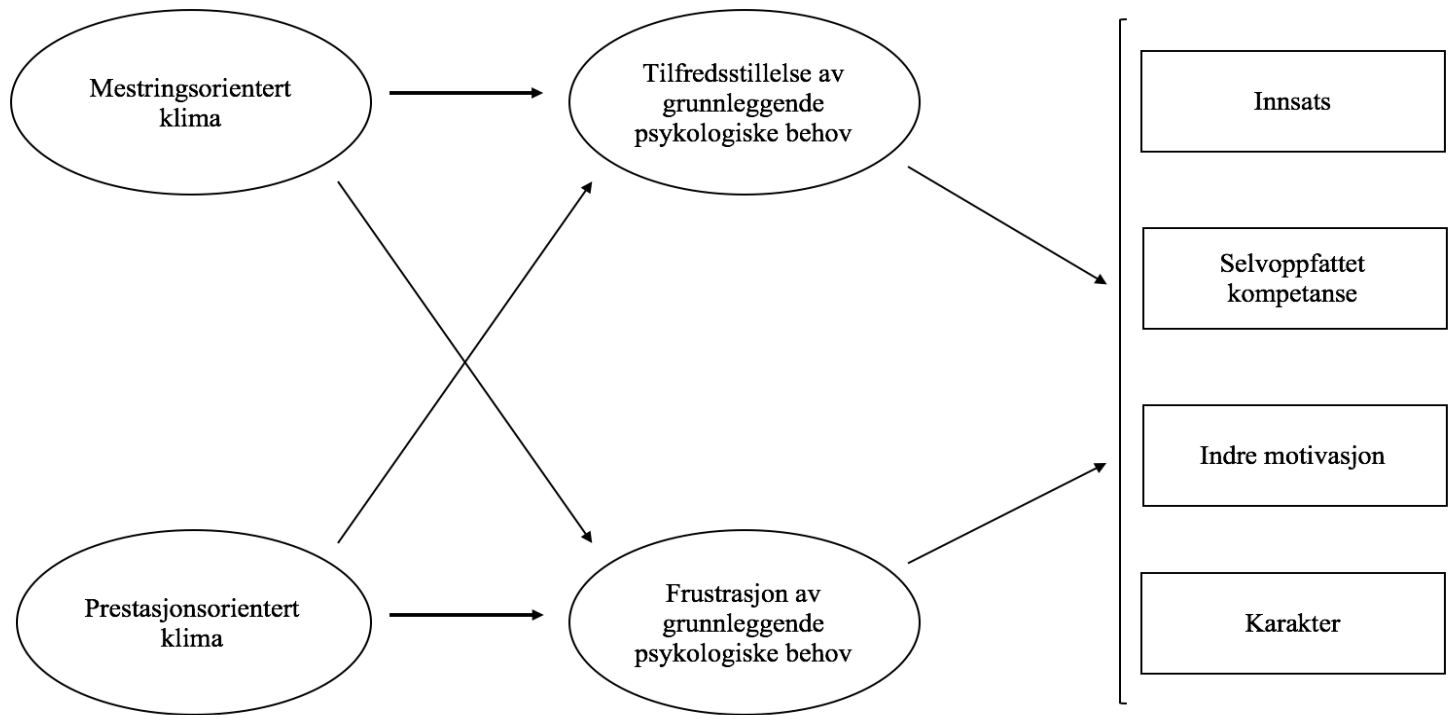 Mestringsorientert
klima
Tilfredsstillelse av
grunnleggende
psykologiske behov
Innsats
Selvoppfattet
kompetanse
Indre motivasjon
Prestasjonsorientert
klima
Frustrasjon av
grunnleggende
psykologiske behov
Karakter